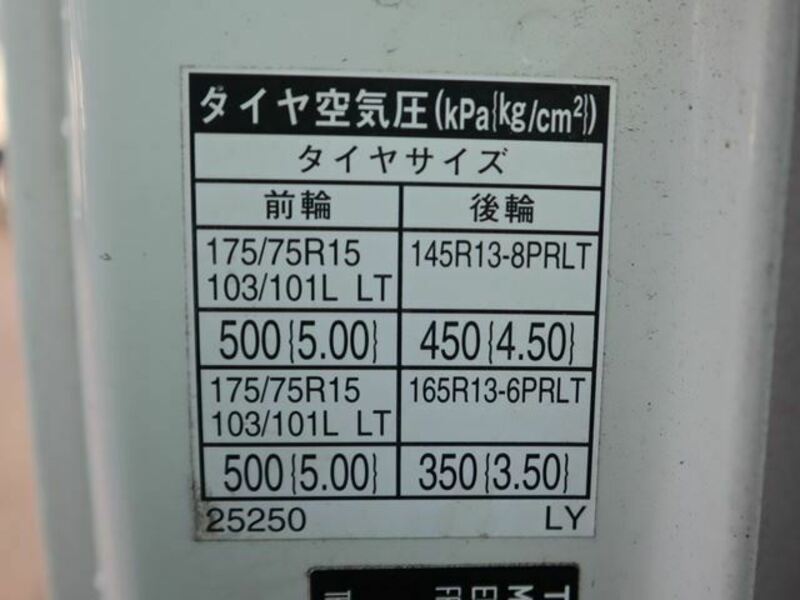 タイヤ空気圧(kPa{kg/cm²})
タイヤサイズ
前輪 後輪
175/75R15 145R13-8PRLT
103/101L LT
500{5.00} 450{4.50}
175/75R15 165R13-6PRLT
103/101L LT
500{5.00} 350{3.50}
25250 LY